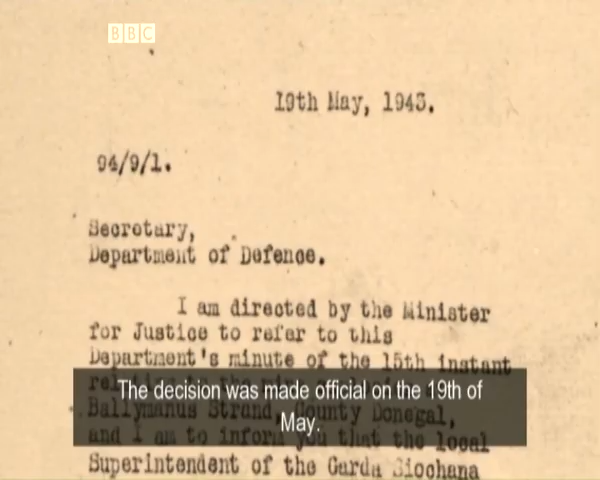 BBC
19th May, 1943.
94/9/1.
Secretary,
Department of Defence.
I am directed by the Minister
for Justice to refer to this
Department's minute of the 15th instant
Ballymanus Strand, County Donegal,
and I am to inform you that the local
Superintendent of the Garda Siochana
The decision was made official on the 19th of
May.